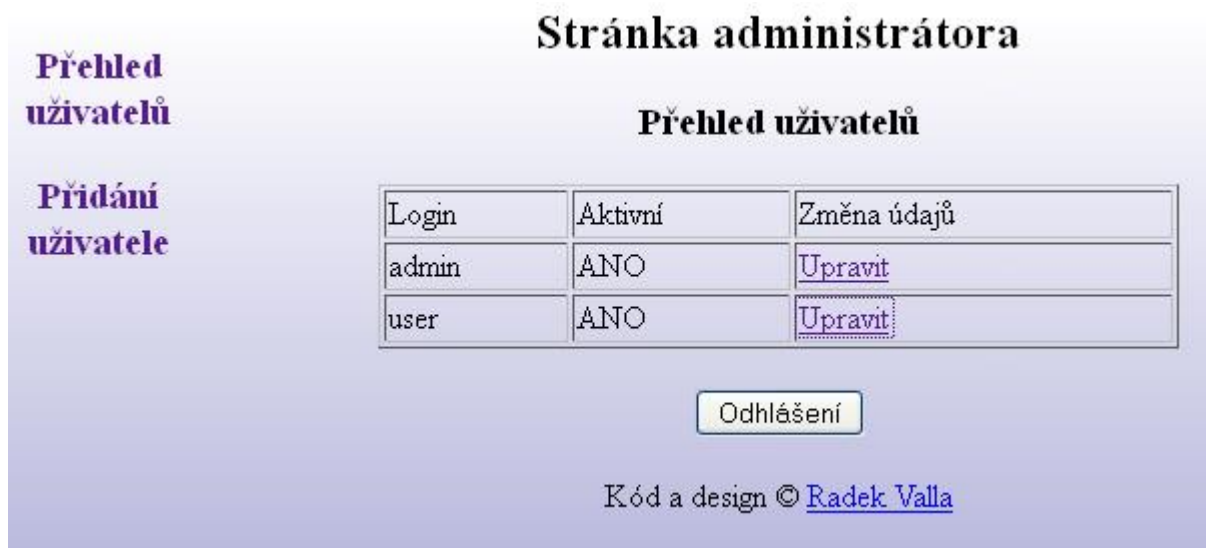 Stránka administrátora
Přehled
uživatelů
Přidání
uživatele
Přehled uživatelů
Login Aktivní Změna údajů
admin ANO Upravit
user ANO Upravit
Odhlášení
Kód a design © Radek Valla